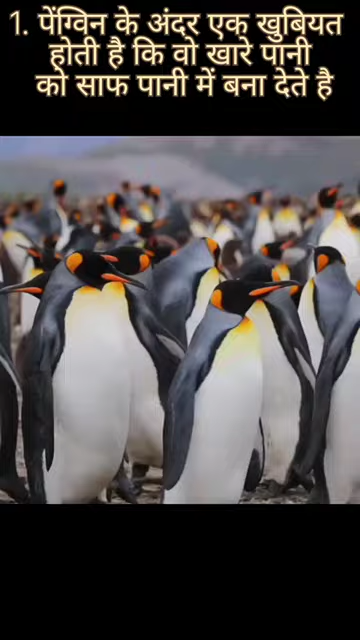 1. पेंग्विन के अंदर एक खुबियत
होती है कि वो खारे पानी
को साफ पानी में बना देते है